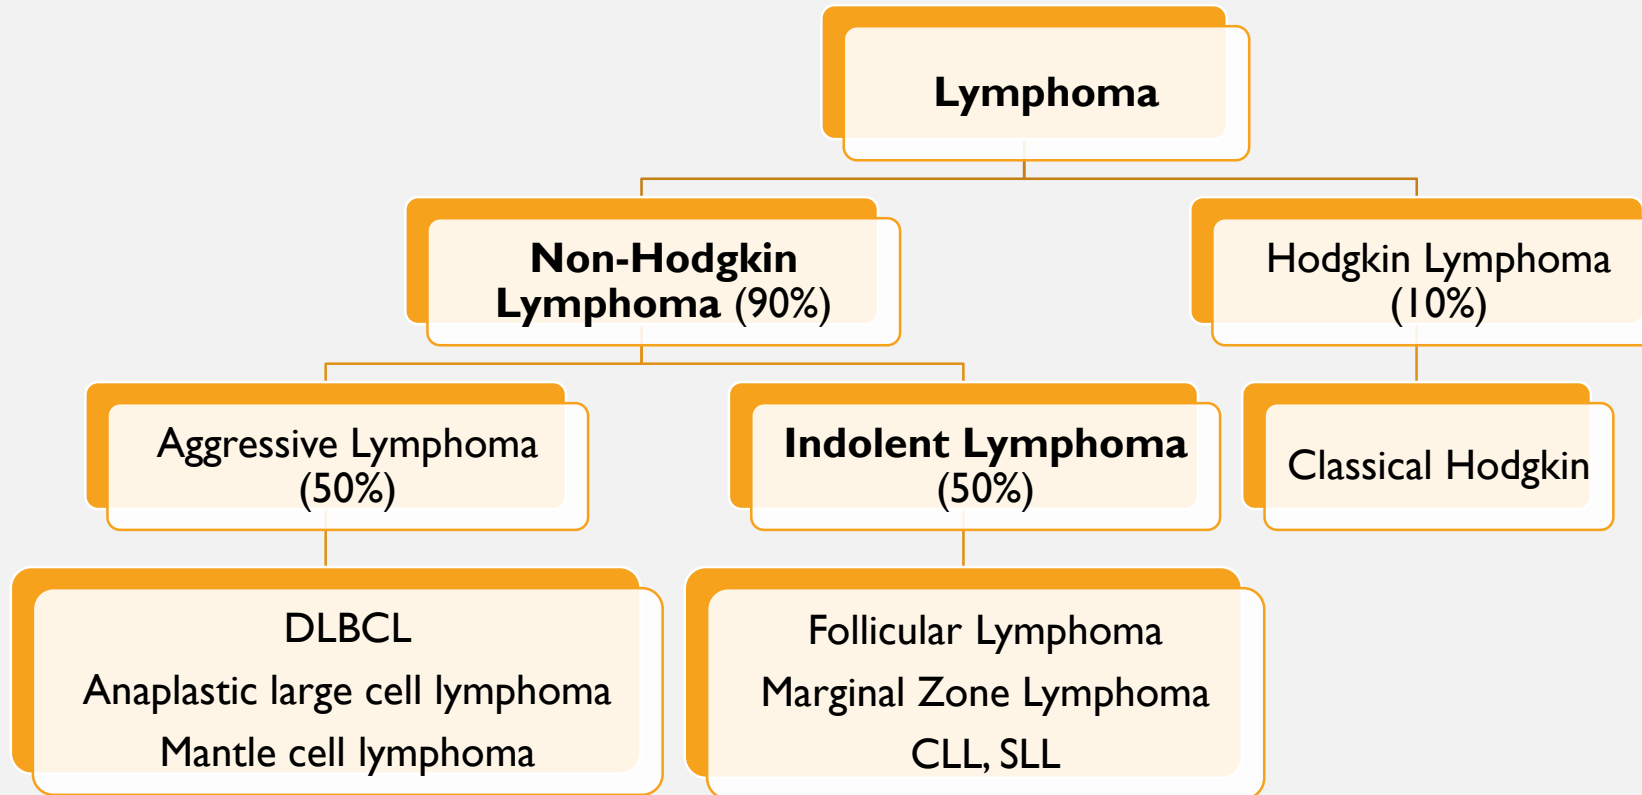 Lymphoma
Non-Hodgkin
Lymphoma (90%)
Hodgkin Lymphoma
(10%)
Aggressive Lymphoma
(50%)
Indolent Lymphoma
(50%)
Classical Hodgkin
DLBCL
Anaplastic large cell lymphoma
Mantle cell lymphoma
Follicular Lymphoma
Marginal Zone Lymphoma
CLL, SLL